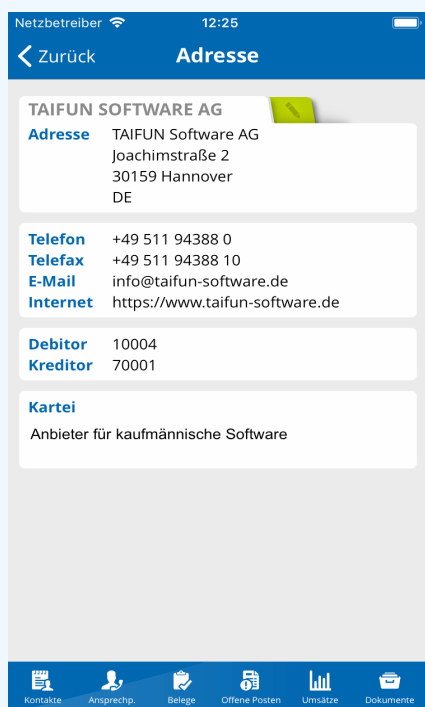 Netzbetreiber 12:25
Zurück Adresse
TAIFUN SOFTWARE AG
Adresse TAIFUN Software AG
Joachimstraße 2
30159 Hannover
DE
Telefon +49 511 94388 0
Telefax +49 511 94388 10
E-Mail info@taifun-software.de
Internet https://www.taifun-software.de
Debitor 10004
Kreditor 70001
Kartei
Anbieter für kaufmännische Software
Kontakte Ansprechp. Belege Offene Posten Umsätze Dokumente